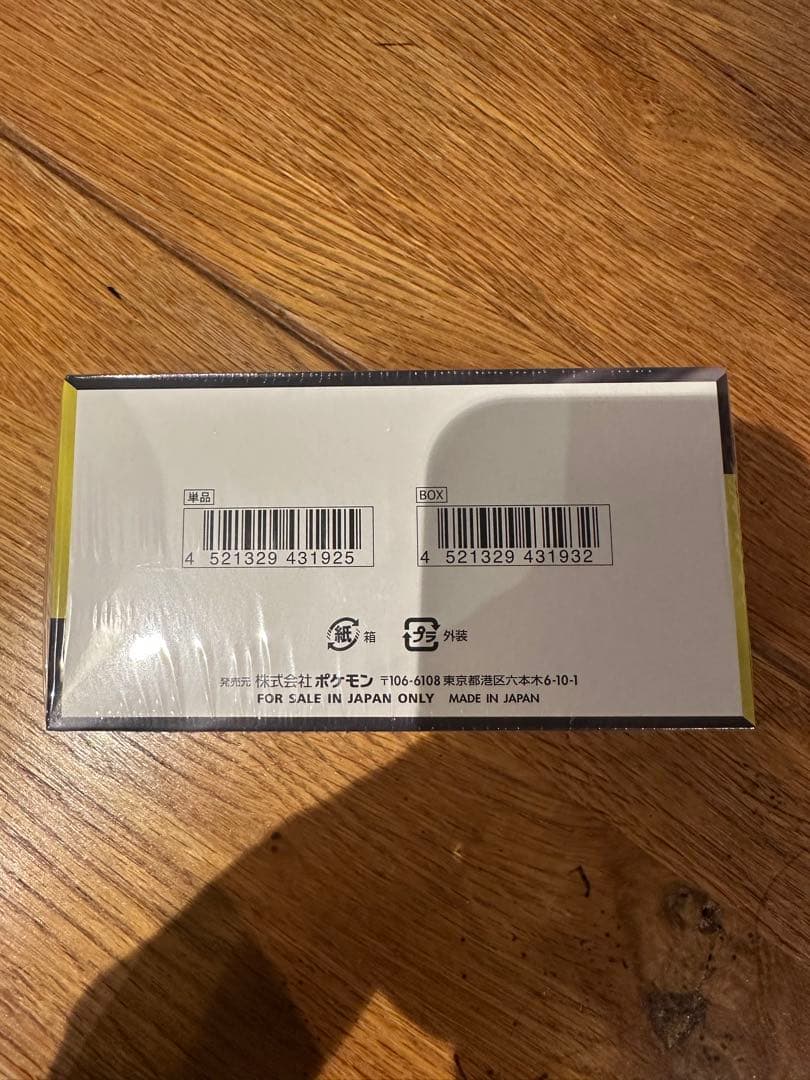 単品
4 521329 431925
BOX
4 521329 431932
紙 箱
プラ 外装
発売元 株式会社 ポケモン 〒106-6108 東京都港区六本木6-10-1
FOR SALE IN JAPAN ONLY MADE IN JAPAN